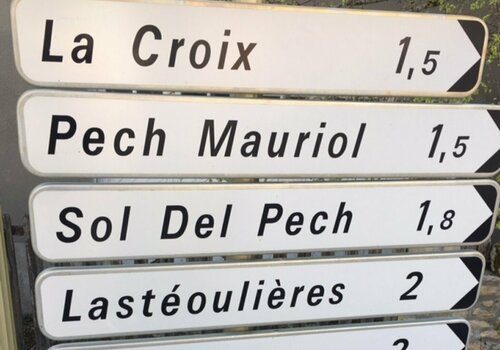 La Croix 1,5
Pech Mauriol 1,5
Sol Del Pech 1,8
Lastéoulières 2